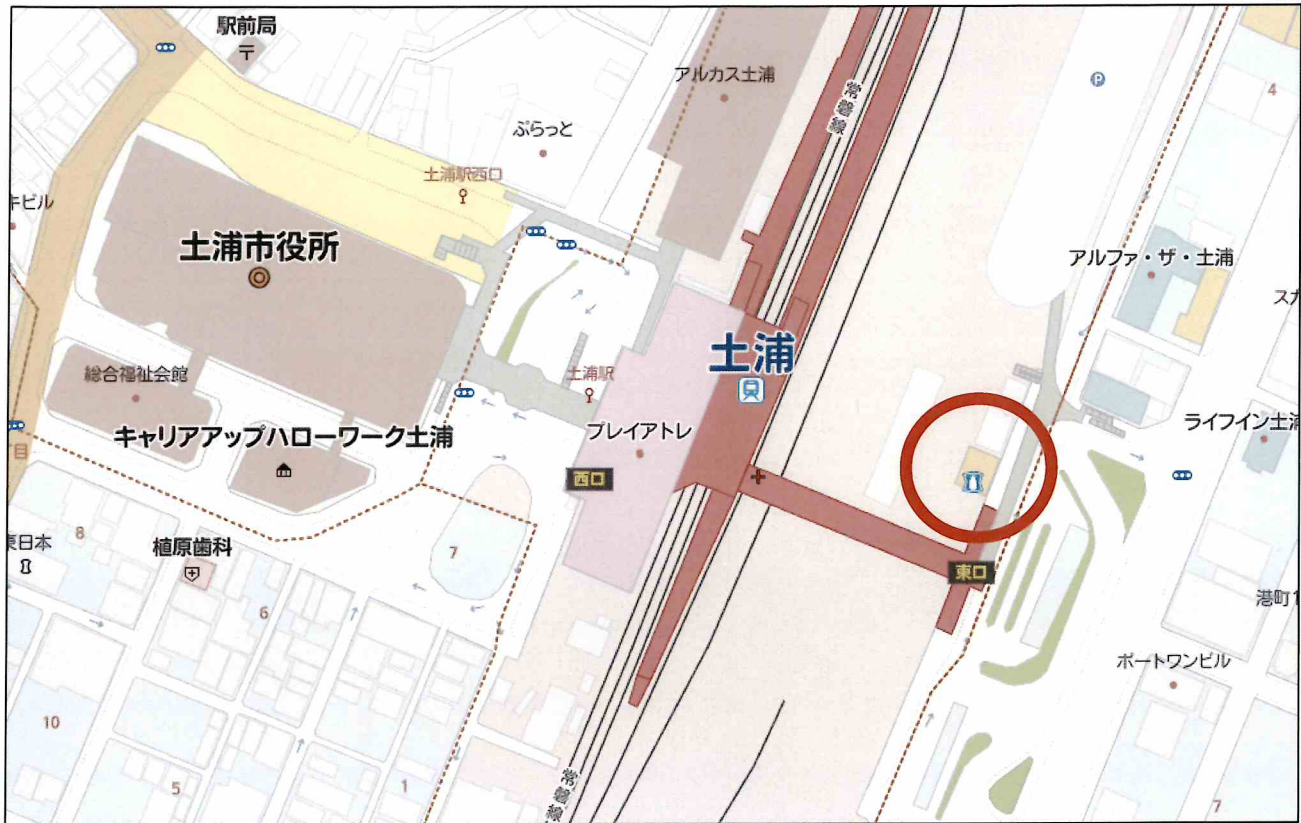 駅前局
〒
アルカス土浦
常磐線
P
4
ぷらっと
土浦駅西口
キビル
土浦市役所
アルファ・ザ・土浦
スカ
土浦
総合福祉会館
土浦駅
プレイアトレ
ライフイン土浦
キャリアアップハローワーク土浦
目
西口
東日本
8
植原歯科
7
東口
6
港町1
ポートワンビル
10
5
1
常磐線
7